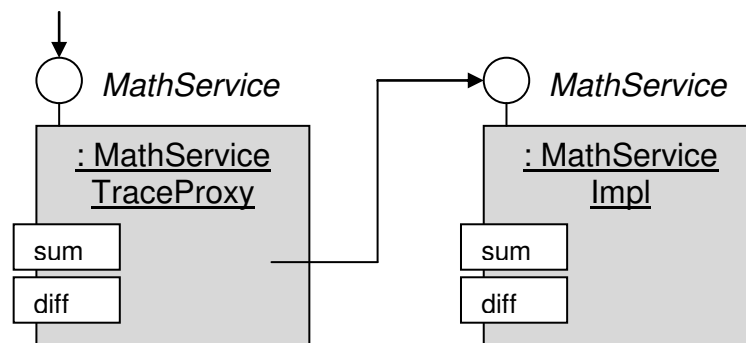 MathService
MathService
: MathService
TraceProxy
: MathService
Impl
sum
sum
diff
diff